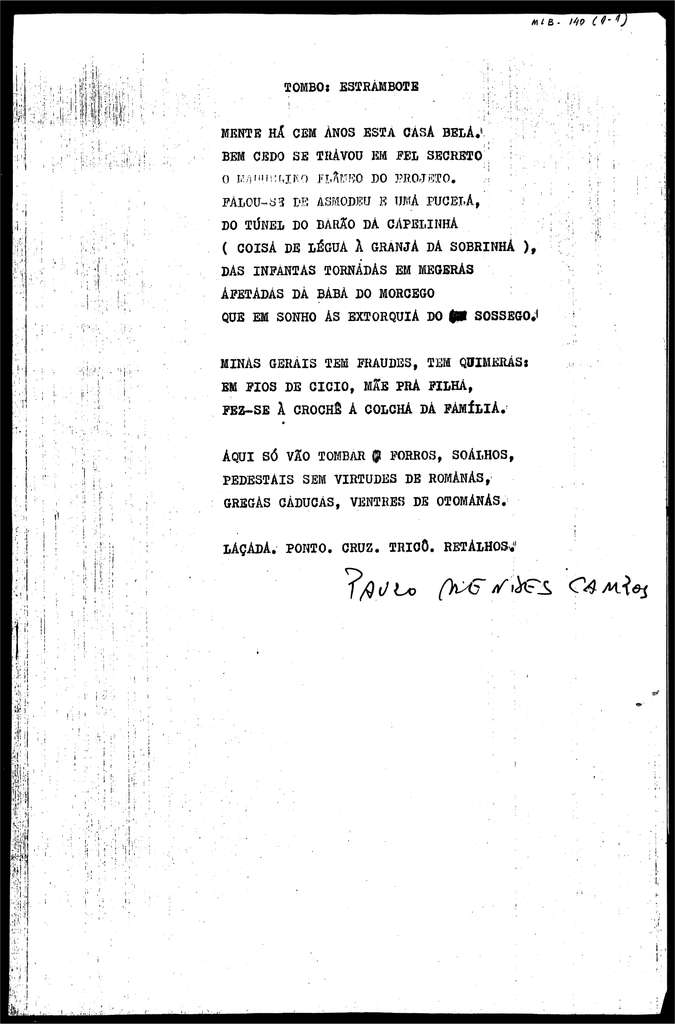 MLB - 140 (1-1)
TOMBO: ESTRAMBOTE
MENTE HÁ CEM ANOS ESTA CASA BELA.
BEM CEDO SE TRAVOU EM FEL SECRETO
O FLÂMEO DO PROJETO.
FALOU-SE DE ASMODEU E UMA PUCELA,
DO TÚNEL DO BARÃO DA CAPELINHA
( COISA DE LÉGUA À GRANJA DA SOBRINHA ),
DAS INFANTAS TORNADAS EM MEGERAS
AFETADAS DA BABA DO MORCEGO
QUE EM SONHO AS EXTORQUIA DO SOSSEGO.
MINAS GERAIS TEM FRAUDES, TEM QUIMERAS:
EM FIOS DE CICIO, MÃE PRA FILHA,
FEZ-SE À CROCHÊ A COLCHA DA FAMÍLIA.
AQUI SÓ VÃO TOMBAR FORROS, SOALHOS,
PEDESTAIS SEM VIRTUDES DE ROMANAS,
GREGAS CADUCAS, VENTRES DE OTOMANAS.
LAÇADA. PONTO. CRUZ. TRICÔ. RETALHOS.
PAULO MENDES CAMPOS